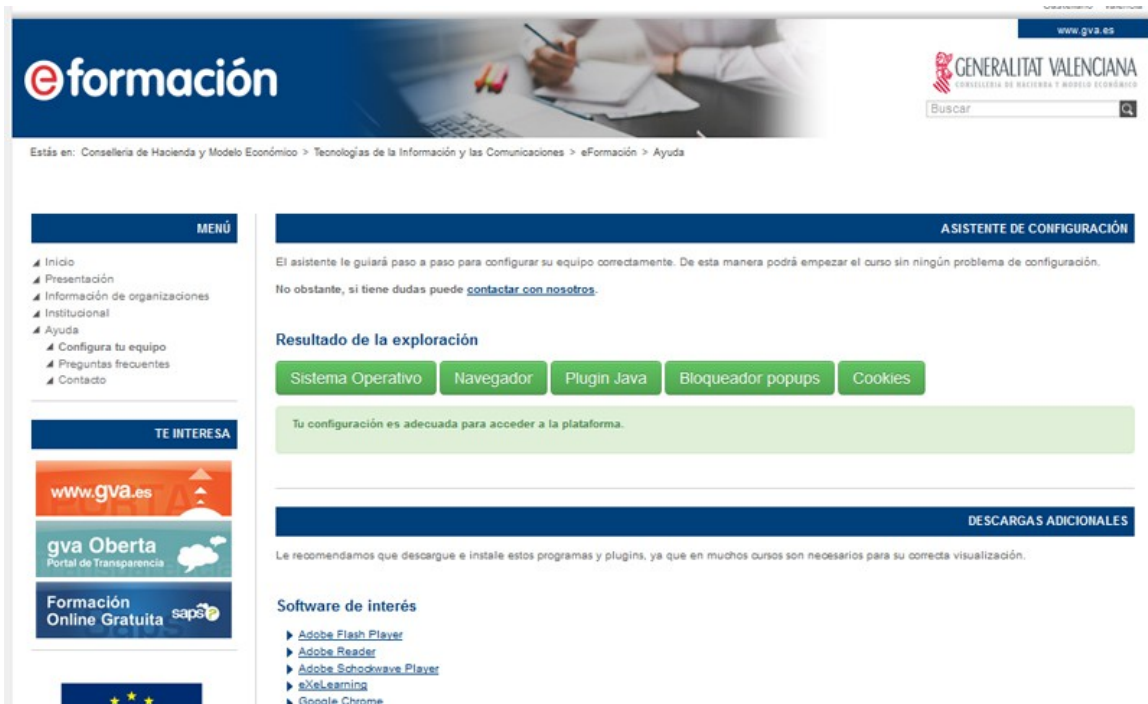 www.gva.es
eformación
GENERALITAT VALENCIANA
CONSELLERIA DE HACIENDA Y MODELO ECONÓMICO
Buscar
Estás en: Conselleria de Hacienda y Modelo Económico > Tecnologías de la Información y las Comunicaciones > eFormación > Ayuda
MENÚ
Inicio
Presentación
Información de organizaciones
Institucional
Ayuda
Configura tu equipo
Preguntas frecuentes
Contacto
TE INTERESA
www.gva.es
gva Oberta
Portal de Transparencia
Formación
Online Gratuita saps
ASISTENTE DE CONFIGURACIÓN
El asistente le guiará paso a paso para configurar su equipo correctamente. De esta manera podrá empezar el curso sin ningún problema de configuración.
No obstante, si tiene dudas puede contactar con nosotros.
Resultado de la exploración
Sistema Operativo Navegador Plugin Java Bloqueador popups Cookies
Tu configuración es adecuada para acceder a la plataforma.
DESCARGAS ADICIONALES
Le recomendamos que descargue e instale estos programas y plugins, ya que en muchos cursos son necesarios para su correcta visualización.
Software de interés
Adobe Flash Player
Adobe Reader
Adobe Schockwave Player
eXeLearning
Google Chrome